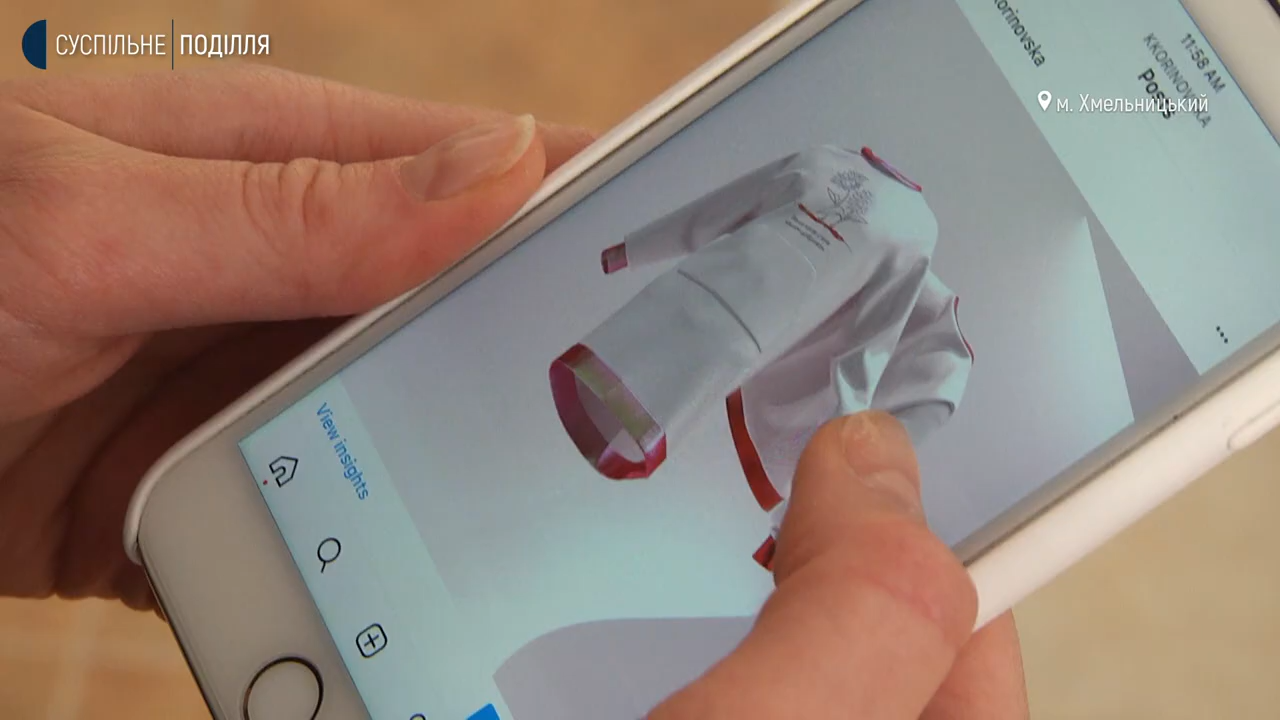 СУСПІЛЬНЕ ПОДІЛЛЯ
м. Хмельницький
11:58 AM
KKORINOVSKA
Posts
korinovska
View insights